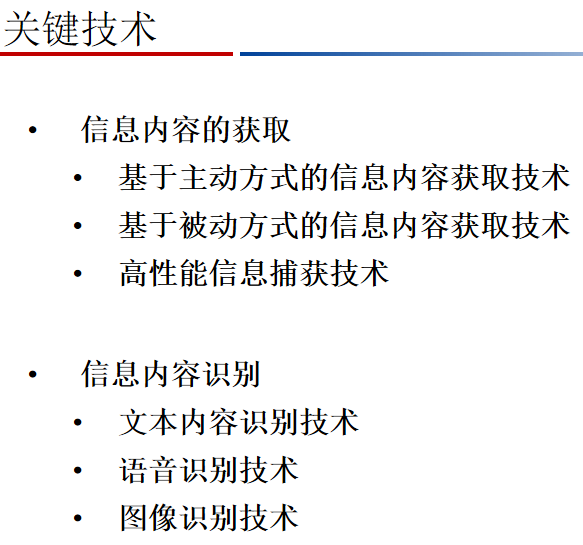 关键技术
• 信息内容的获取
• 基于主动方式的信息内容获取技术
• 基于被动方式的信息内容获取技术
• 高性能信息捕获技术
• 信息内容识别
• 文本内容识别技术
• 语音识别技术
• 图像识别技术